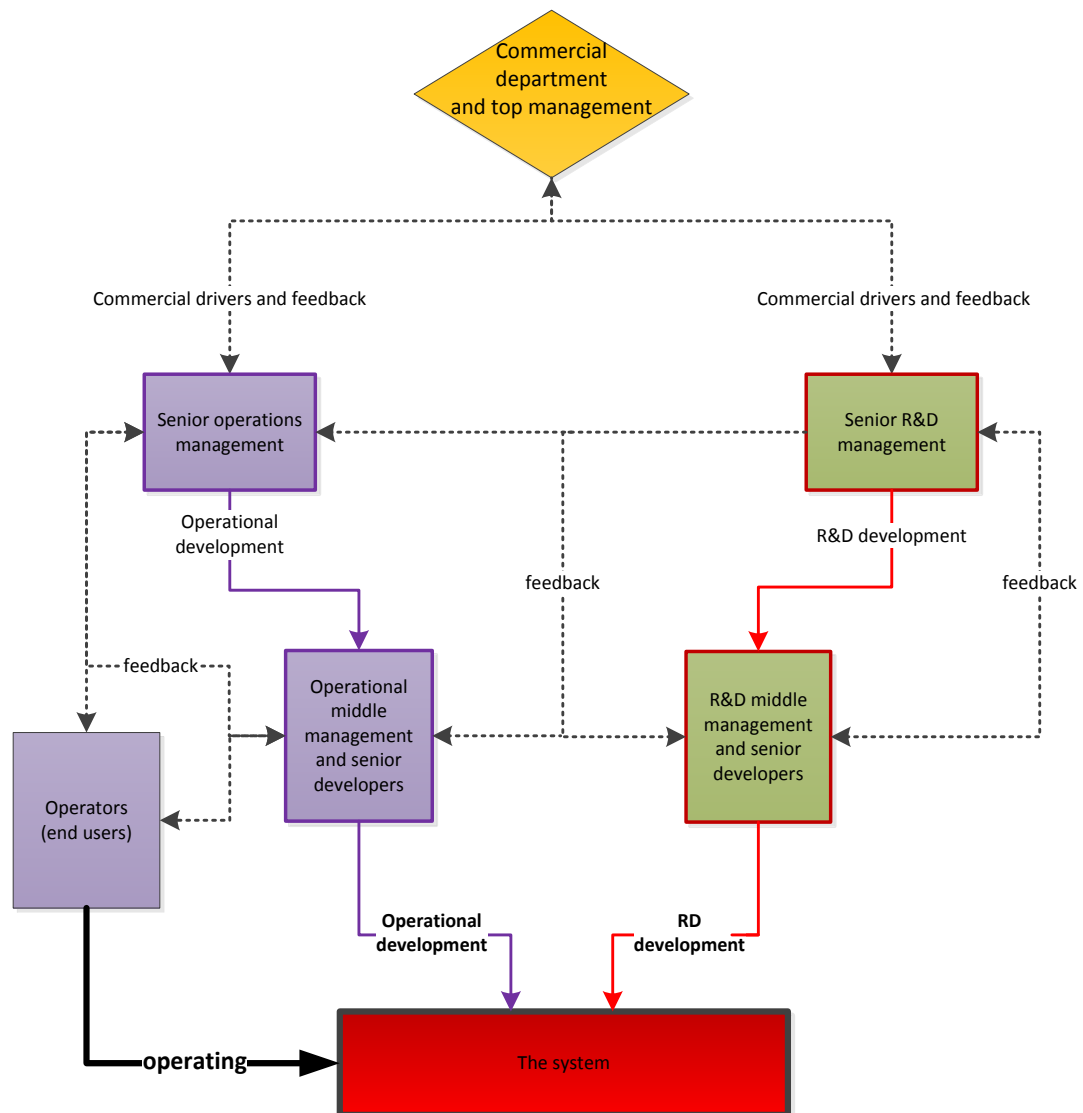 Commercial
department
and top management
Commercial drivers and feedback
Commercial drivers and feedback
Senior operations
management
Senior R&D
management
Operational
development
R&D development
feedback
feedback
feedback
Operational
middle
management
and senior
developers
R&D middle
management
and senior
developers
Operators
(end users)
Operational
development
RD
development
operating
The system